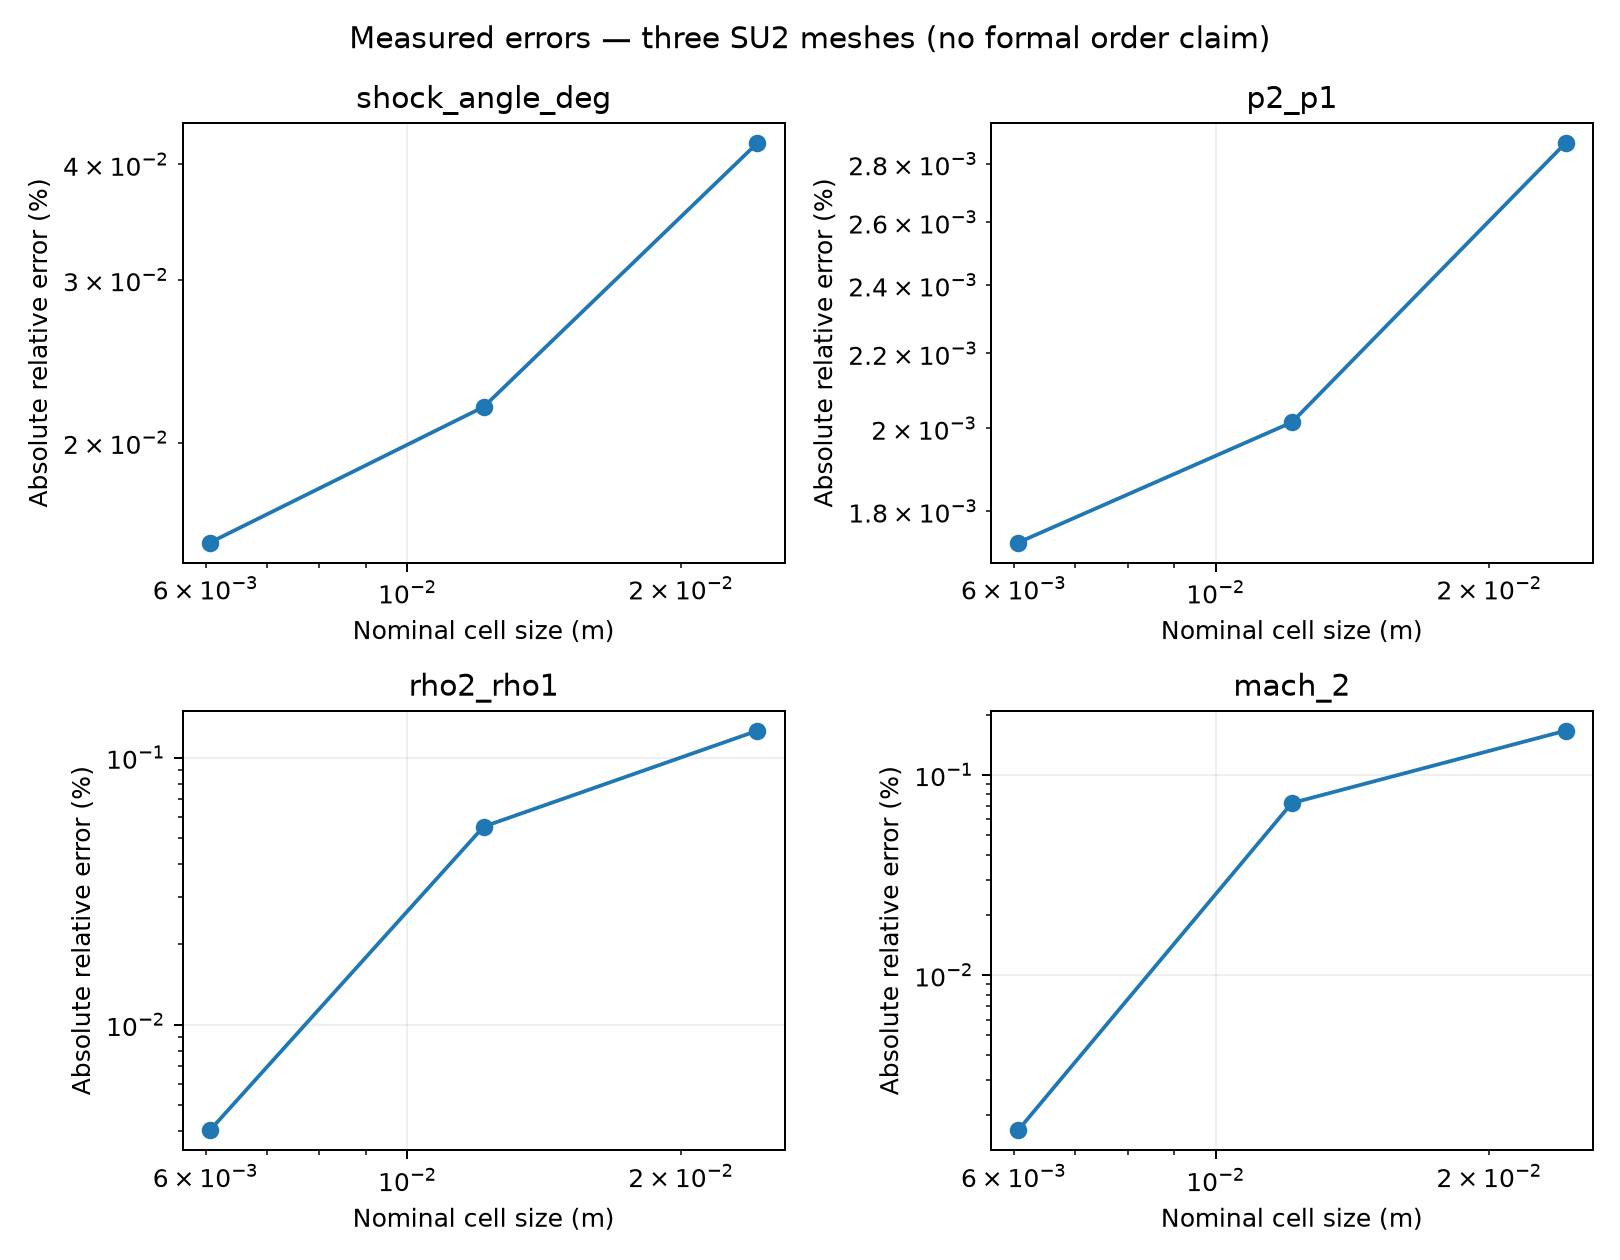 Measured errors — three SU2 meshes (no formal order claim)
shock_angle_deg
Absolute relative error (%)
4 × 10⁻²
3 × 10⁻²
2 × 10⁻²
6 × 10⁻³
10⁻²
2 × 10⁻²
Nominal cell size (m)
p2_p1
Absolute relative error (%)
2.8 × 10⁻³
2.6 × 10⁻³
2.4 × 10⁻³
2.2 × 10⁻³
2 × 10⁻³
1.8 × 10⁻³
6 × 10⁻³
10⁻²
2 × 10⁻²
Nominal cell size (m)
rho2_rho1
Absolute relative error (%)
10⁻¹
10⁻²
6 × 10⁻³
10⁻²
2 × 10⁻²
Nominal cell size (m)
mach_2
Absolute relative error (%)
10⁻¹
10⁻²
6 × 10⁻³
10⁻²
2 × 10⁻²
Nominal cell size (m)